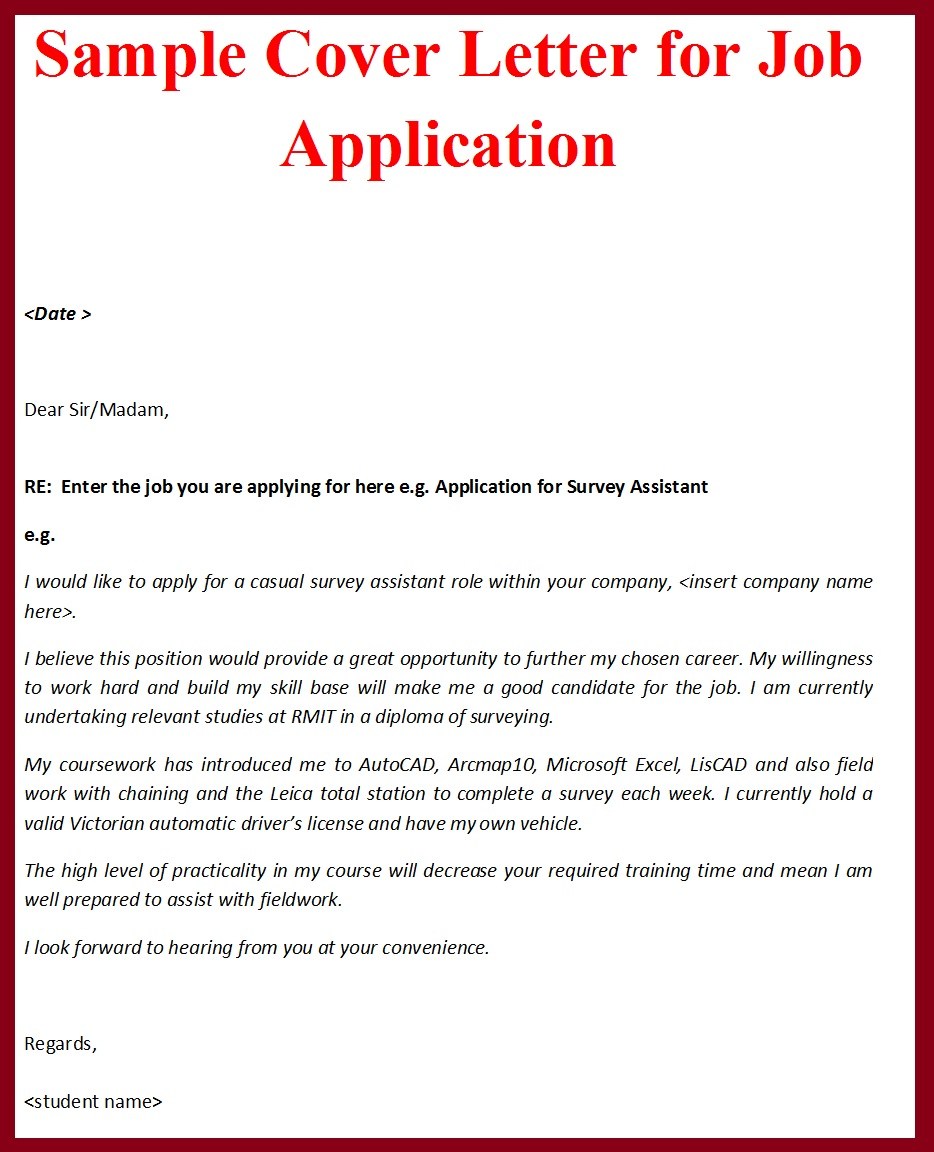 Sample Cover Letter for Job
Application
<Date >
Dear Sir/Madam,
RE:  Enter the job you are applying for here e.g. Application for Survey Assistant
e.g.
I would like to apply for a casual survey assistant role within your company, <insert company name
here>.
I believe this position would provide a great opportunity to further my chosen career. My willingness
to work hard and build my skill base will make me a good candidate for the job. I am currently
undertaking relevant studies at RMIT in a diploma of surveying.
My coursework has introduced me to AutoCAD, Arcmap10, Microsoft Excel, LisCAD and also field
work with chaining and the Leica total station to complete a survey each week. I currently hold a
valid Victorian automatic driver’s license and have my own vehicle.
The high level of practicality in my course will decrease your required training time and mean I am
well prepared to assist with fieldwork.
I look forward to hearing from you at your convenience.
Regards,
<student name>